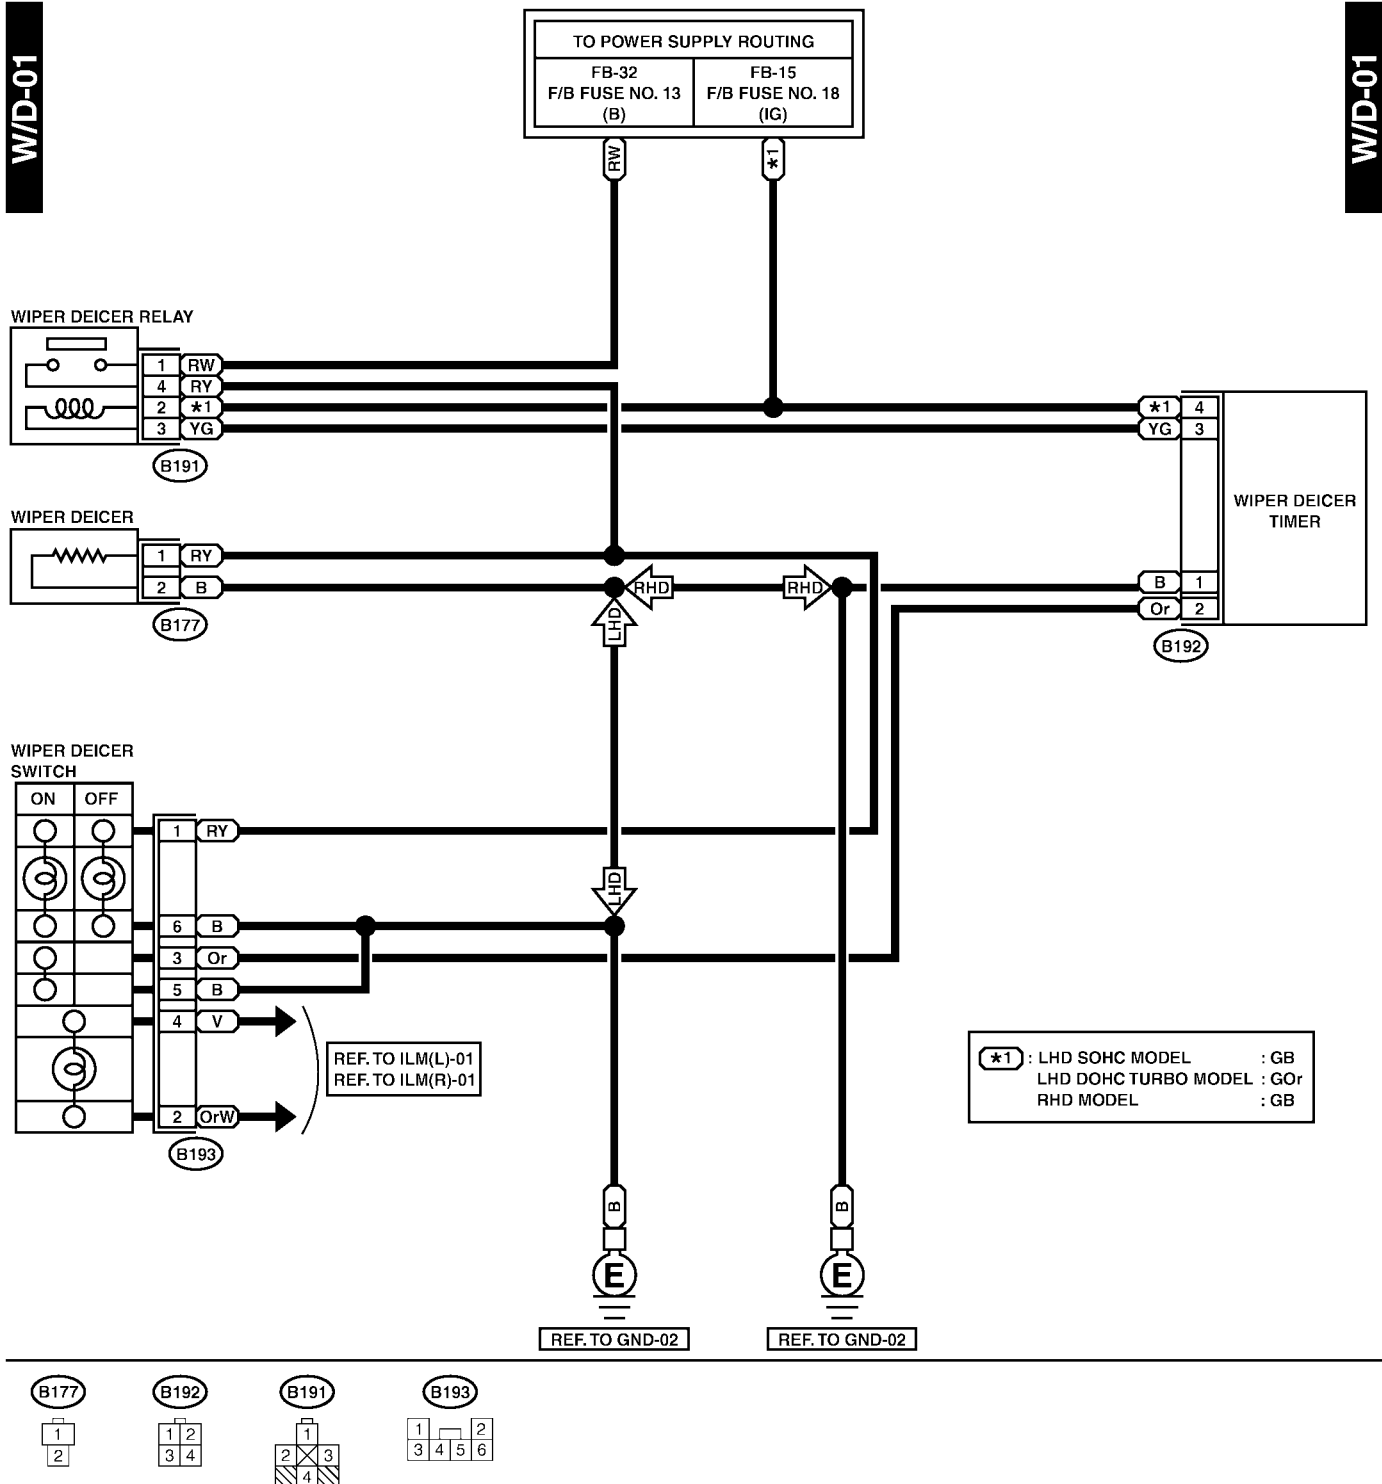 W/D-01
W/D-01
TO POWER SUPPLY ROUTING
FB-32
F/B FUSE NO. 13
(B)
FB-15
F/B FUSE NO. 18
(IG)
RW
*1
WIPER DEICER RELAY
1 RW
4 RY
2 *1
3 YG
B191
*1 4
YG 3
WIPER DEICER
TIMER
B 1
Or 2
B192
WIPER DEICER
1 RY
2 B
B177
RHD
RHD
LHD
LHD
WIPER DEICER
SWITCH
ON OFF
1 RY
6 B
3 Or
5 B
4 V
2 OrW
B193
REF. TO ILM(L)-01
REF. TO ILM(R)-01
*1 : LHD SOHC MODEL : GB
LHD DOHC TURBO MODEL : GOr
RHD MODEL : GB
B
B
E
E
REF. TO GND-02
REF. TO GND-02
B177
1
2
B192
1 2
3 4
B191
1
2 3
4
B193
1 2
3 4 5 6